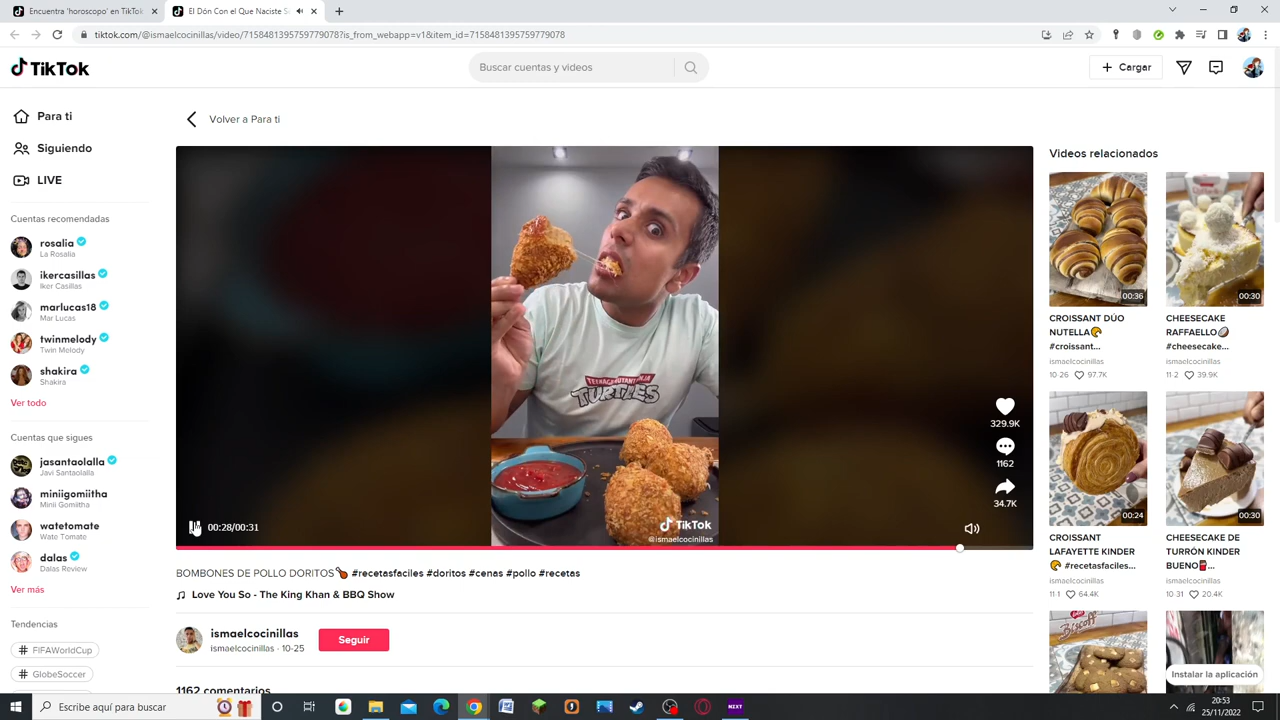 Encuentra 'horoscopo' en TikTok
El Dón Con el Que Naciste S
tiktok.com/@ismaelcocinillas/video/7158481395759779078?is_from_webapp=v1&item_id=7158481395759779078
TikTok
Buscar cuentas y videos
Cargar
Para ti
Siguiendo
LIVE
Cuentas recomendadas
rosalia
La Rosalia
ikercasillas
Iker Casillas
marlucas18
Mar Lucas
twinmelody
Twin Melody
shakira
Shakira
Ver todo
Cuentas que sigues
jasantaolalla
Javi Santaolalla
miniigomiitha
Minii Gomiitha
watetomate
Wate Tomate
dalas
Dalas Review
Ver más
Tendencias
# FIFAWorldCup
# GlobeSoccer
Volver a Para ti
TEENAGE MUTANT NINJA
TURTLES
329.9K
1162
34.7K
TikTok
@ismaelcocinillas
00:28/00:31
BOMBONES DE POLLO DORITOS🍗 #recetasfaciles #doritos #cenas #pollo #recetas
Love You So - The King Khan & BBQ Show
ismaelcocinillas
ismaelcocinillas · 10-25
Seguir
1162 comentarios
Videos relacionados
00:36
CROISSANT DÚO
NUTELLA🥐
#croissant...
ismaelcocinillas
10-26 97.7K
00:30
CHEESECAKE
RAFFAELLO🥥
#cheesecake...
ismaelcocinillas
11-2 39.9K
00:24
CROISSANT
LAFAYETTE KINDER
🥐 #recetasfaciles...
ismaelcocinillas
11-1 64.4K
00:30
CHEESECAKE DE
TURRÓN KINDER
BUENO🍫...
ismaelcocinillas
10-31 20.4K
Biscoff
Instalar la aplicación
Escribe aquí para buscar
NZXT
20:53
25/11/2022